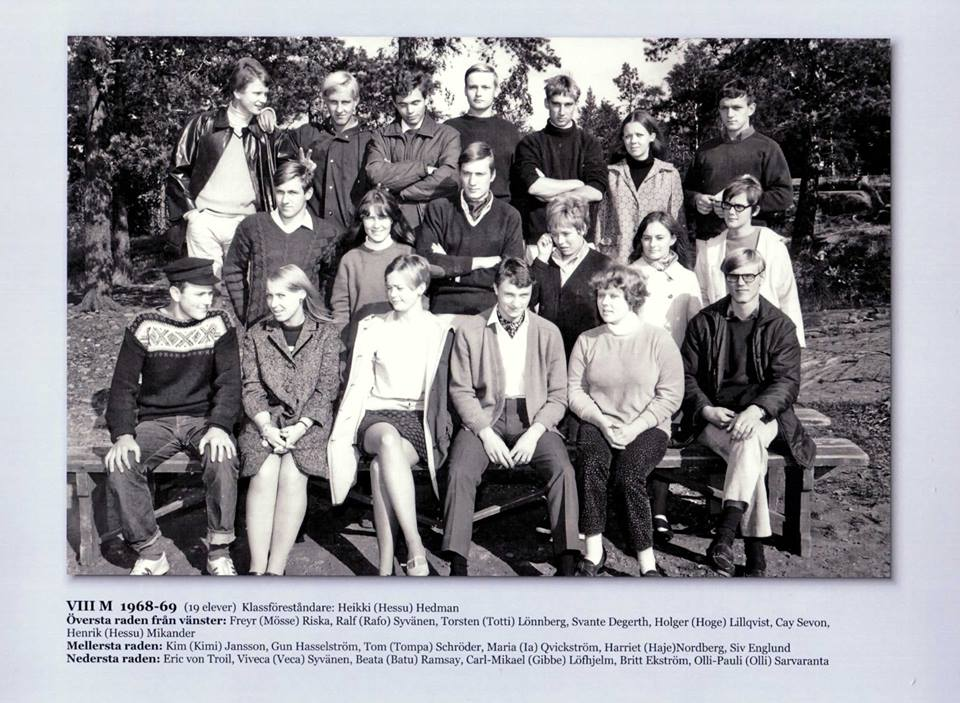 VIII M 1968-69 (19 elever) Klassföreståndare: Heikki (Hessu) Hedman
Översta raden från vänster: Freyr (Mösse) Riska, Ralf (Rafo) Syvänen, Torsten (Totti) Lönnberg, Svante Degerth, Holger (Hoge) Lillqvist, Cay Sevon,
Henrik (Hessu) Mikander
Mellersta raden: Kim (Kimi) Jansson, Gun Hasselström, Tom (Tompa) Schröder, Maria (Ia) Qvickström, Harriet (Haje)Nordberg, Siv Englund
Nedersta raden: Eric von Troil, Viveca (Veca) Syvänen, Beata (Batu) Ramsay, Carl-Mikael (Gibbe) Löfhjelm, Britt Ekström, Olli-Pauli (Olli) Sarvaranta